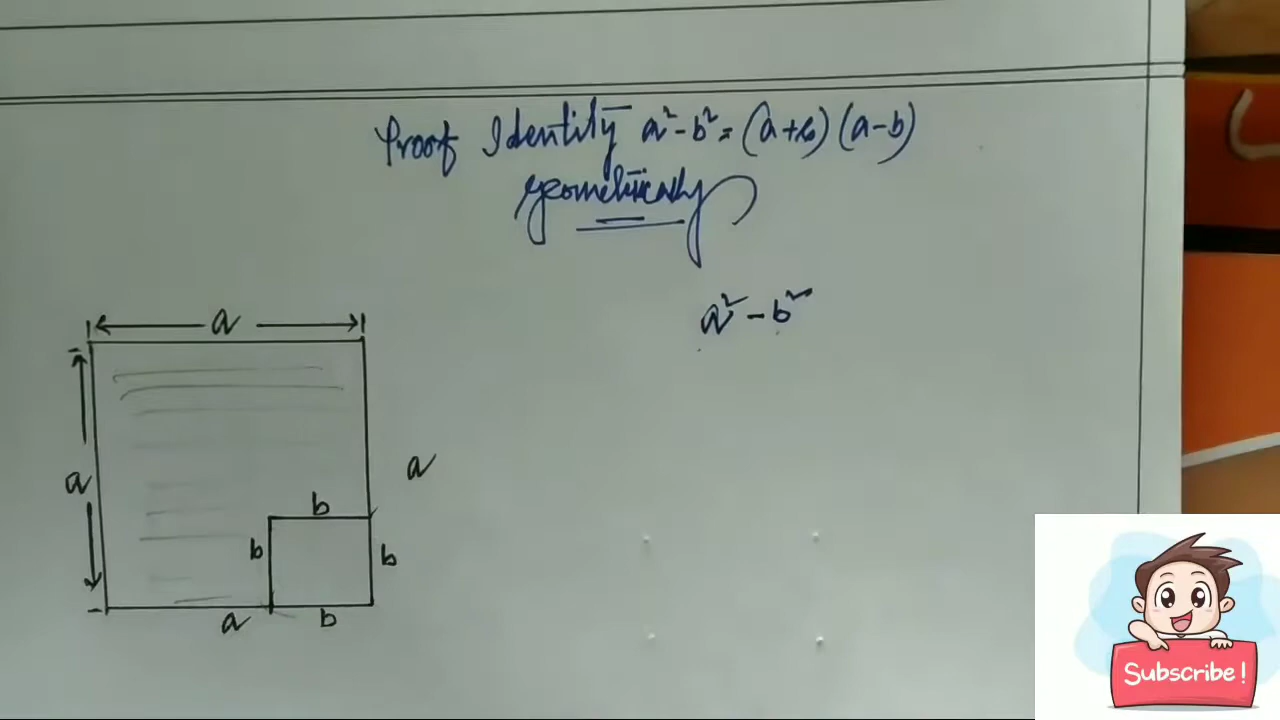 Proof Identity a² - b² = (a+b) (a-b)
geometrically
a² - b²
a
a
a
b
b
b
a
b
Subscribe!